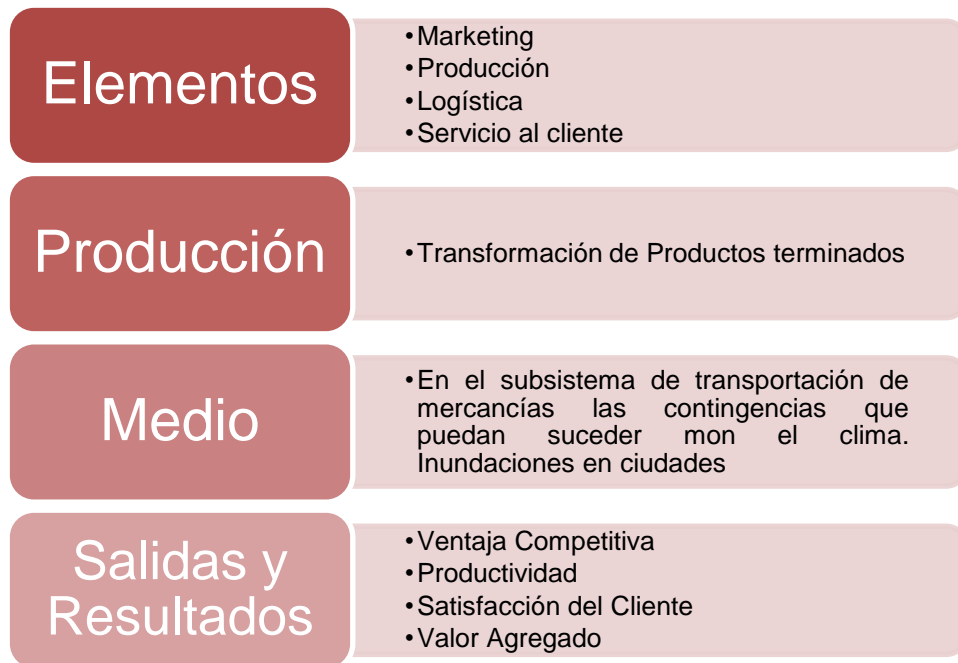 Elementos
•Marketing
•Producción
•Logística
•Servicio al cliente
Producción
•Transformación de Productos terminados
Medio
•En el subsistema de transportación de
mercancías las contingencias que
puedan suceder mon el clima.
Inundaciones en ciudades
Salidas y
Resultados
•Ventaja Competitiva
•Productividad
•Satisfacción del Cliente
•Valor Agregado